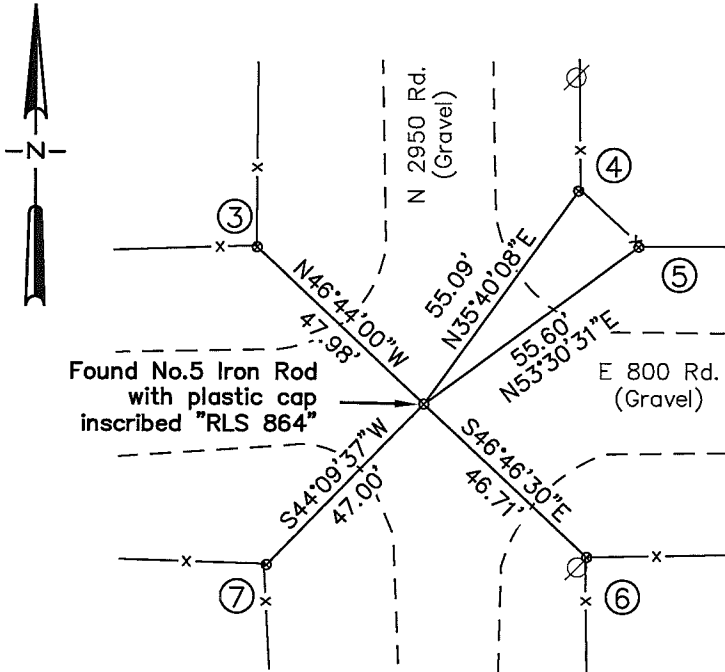 N
N 2950 Rd.
(Gravel)
③
④
⑤
N46°44'00"W
47.98'
55.09'
N35°40'08"E
55.60'
N53°30'31"E
Found No.5 Iron Rod
with plastic cap
inscribed "RLS 864"
E 800 Rd.
(Gravel)
S44°09'37"W
47.00'
S46°46'30"E
46.71'
⑦
⑥